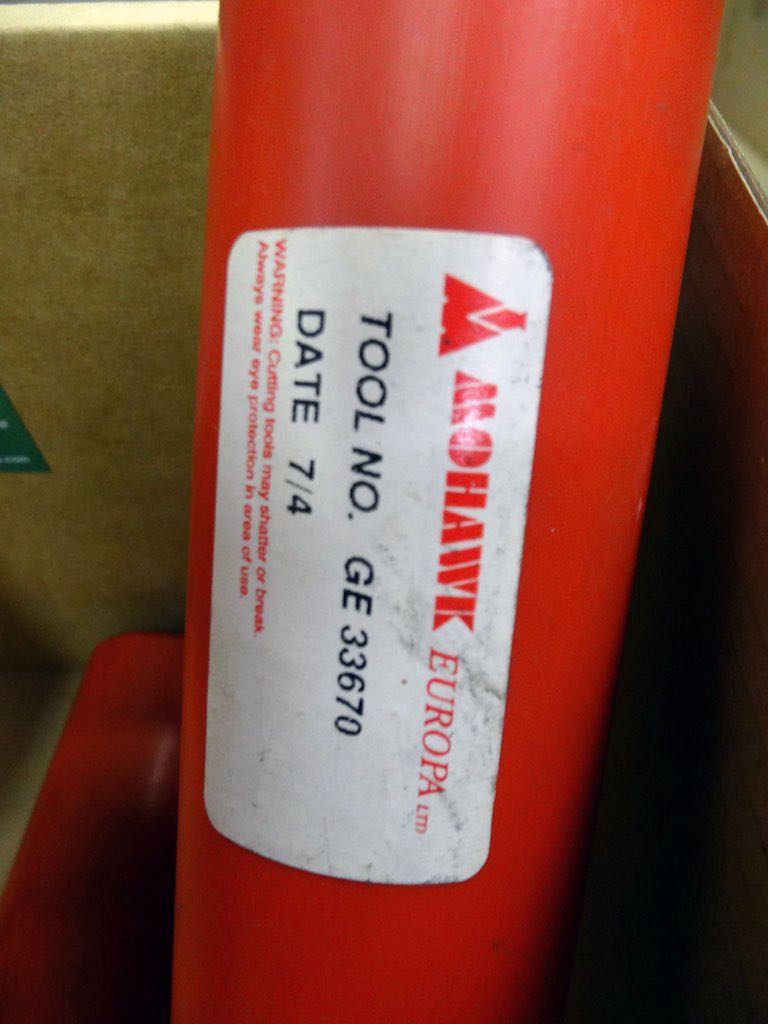 MOHAWK EUROPA LTD
TOOL NO. GE 33670
DATE 7/4
WARNING: Cutting tools may shatter or break.
Always wear eye protection in area of use.